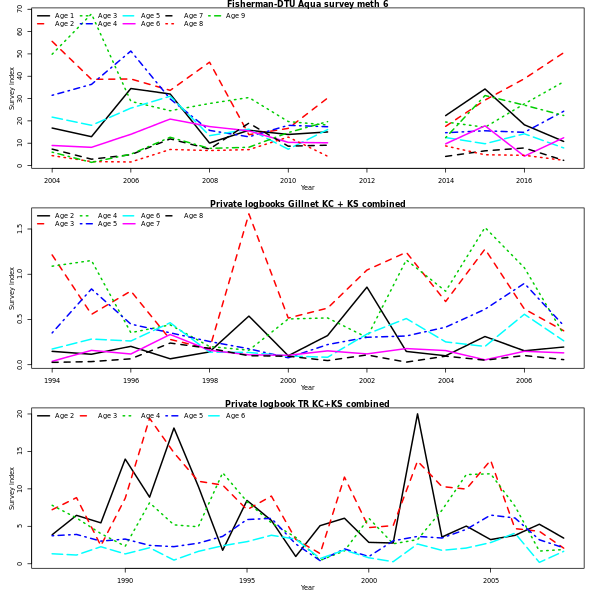 Fisherman-DTU Aqua survey meth 6
Age 1 Age 3 Age 5 Age 7 Age 9
Age 2 Age 4 Age 6 Age 8
Survey index
70
60
50
40
30
20
10
0
2004 2006 2008 2010 2012 2014 2016
Year
Private logbooks Gillnet KC + KS combined
Age 2 Age 4 Age 6 Age 8
Age 3 Age 5 Age 7
Survey index
1.5
1.0
0.5
0.0
1994 1996 1998 2000 2002 2004 2006
Year
Private logbook TR KC+KS combined
Age 2 Age 3 Age 4 Age 5 Age 6
Survey index
20
15
10
5
0
1990 1995 2000 2005
Year